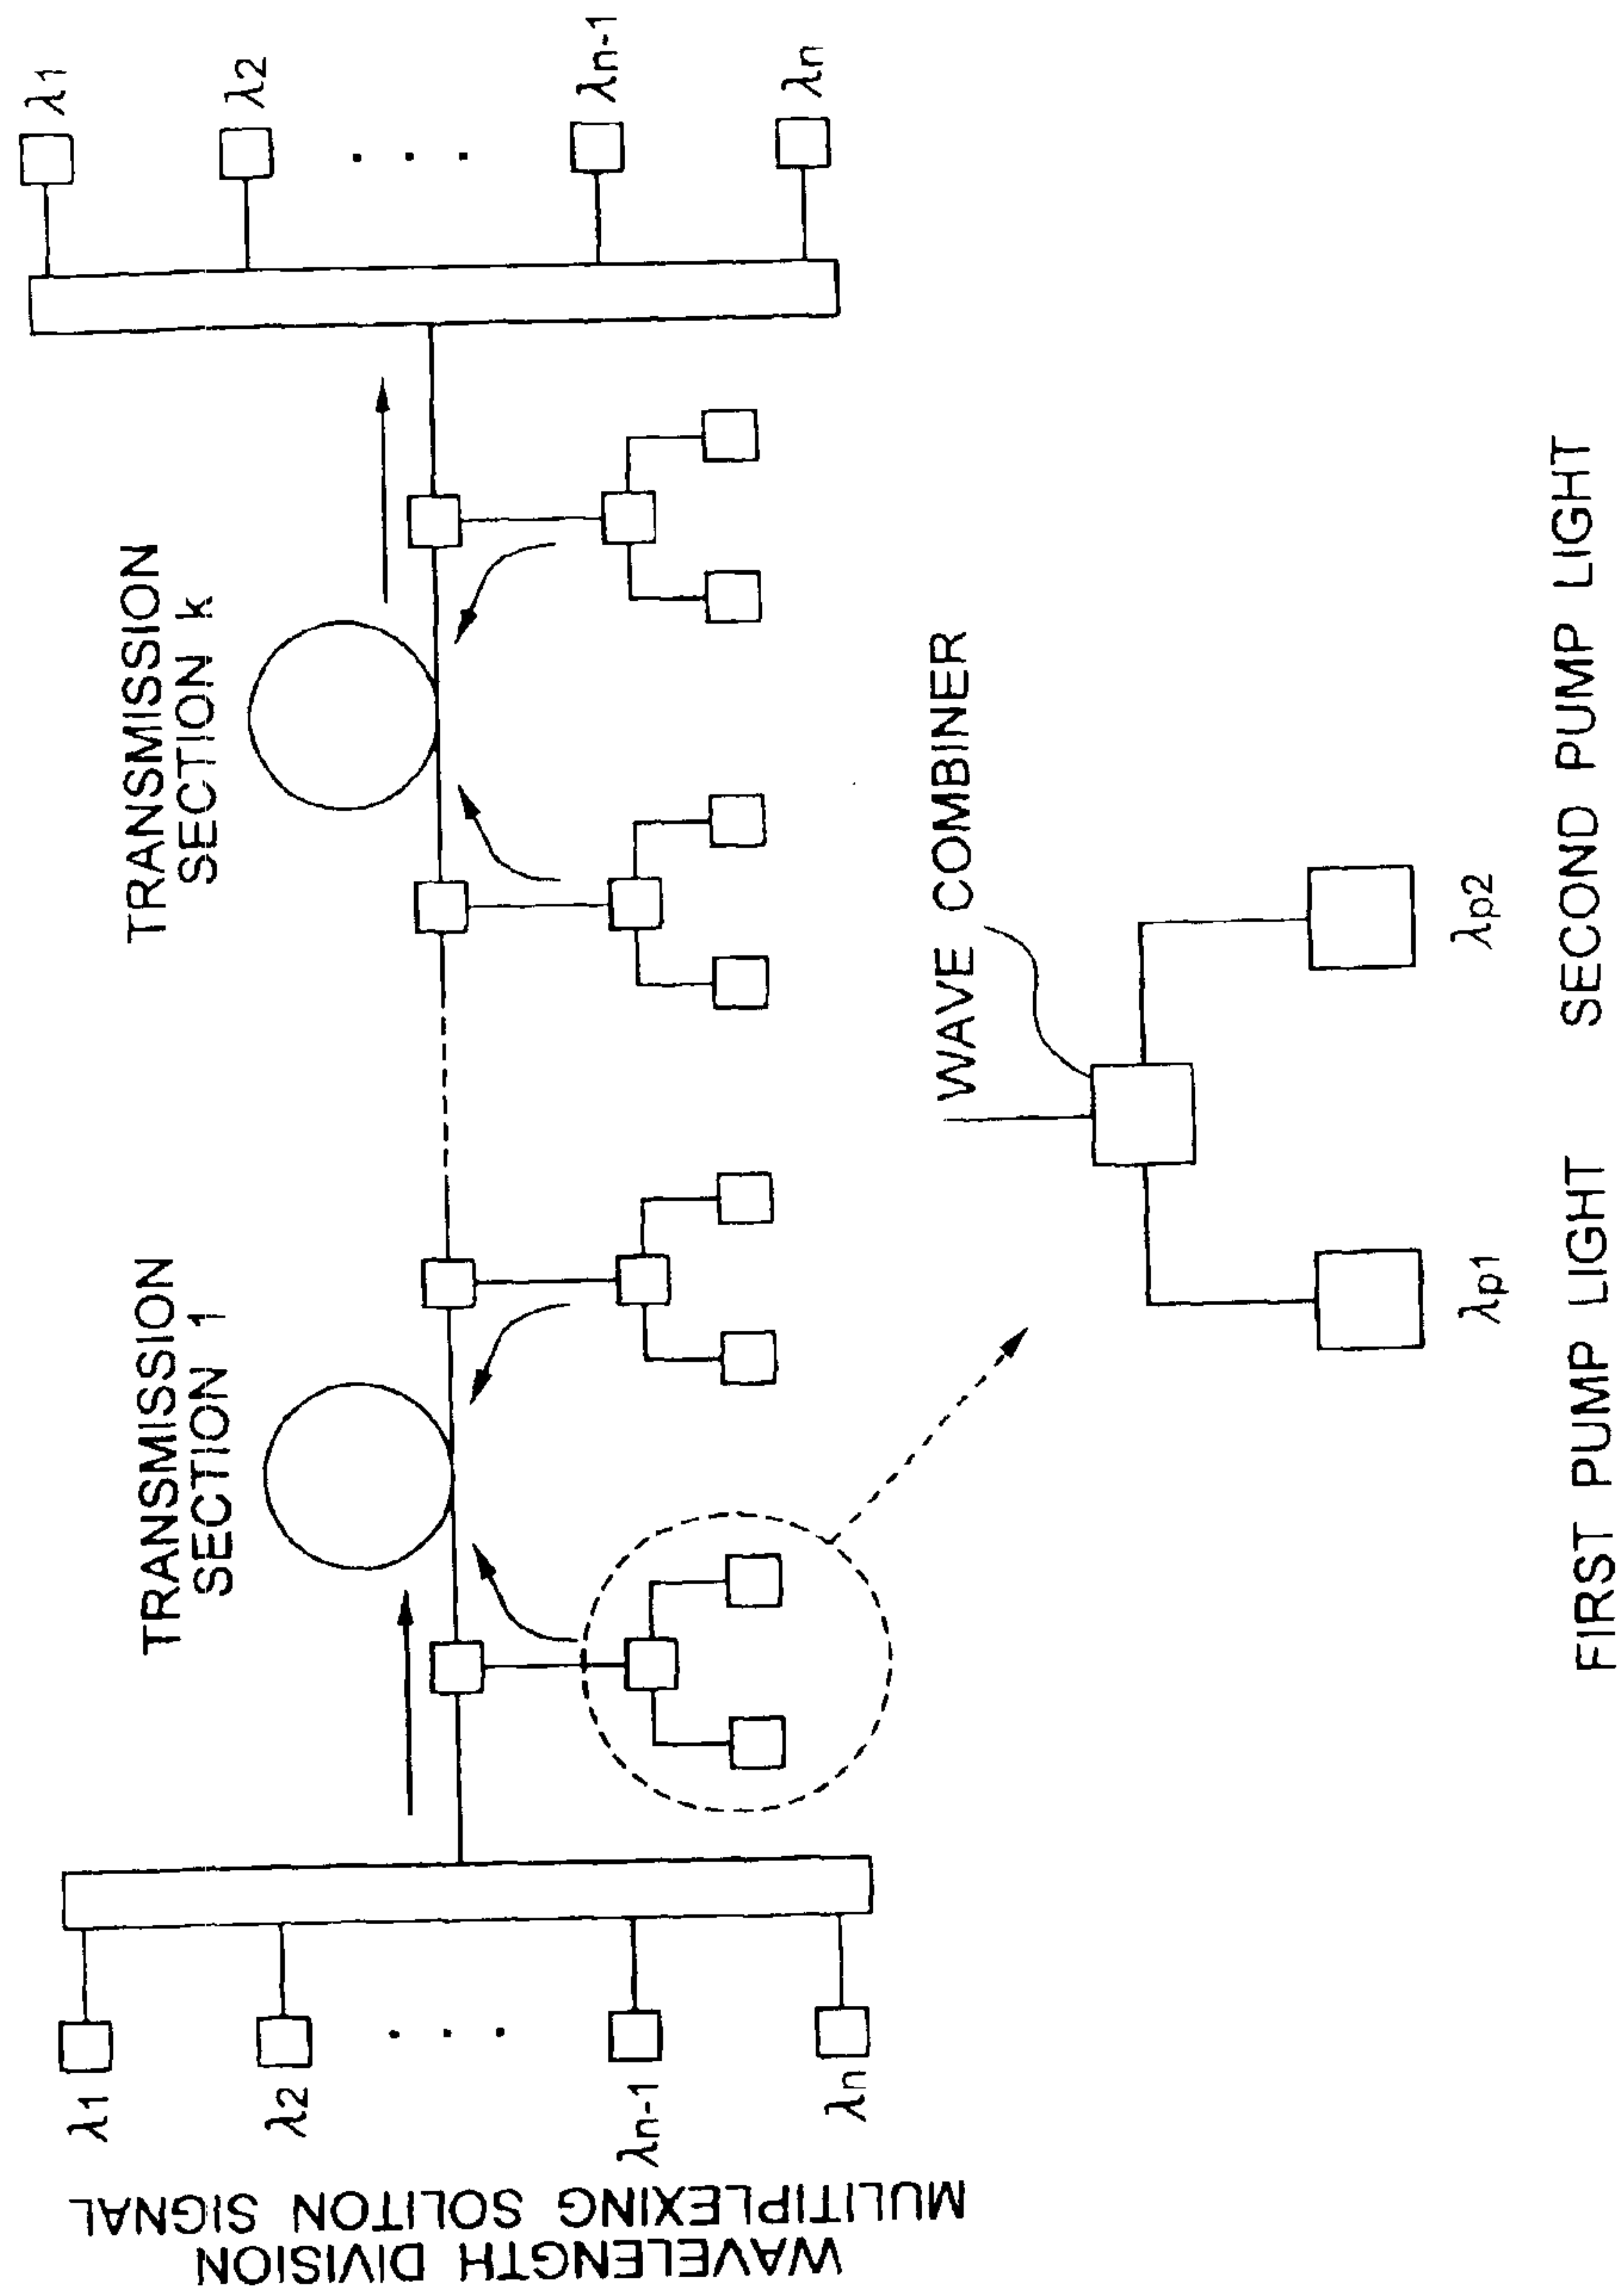 WAVELENGTH DIVISION
MULITIPLEXING SOLITON SIGNAL
λ1
λ2
. . .
λn-1
λn
TRANSMISSION
SECTION 1
TRANSMISSION
SECTION k
λ1
λ2
. . .
λn-1
λn
WAVE COMBINER
λp1
λp2
FIRST PUMP LIGHT
SECOND PUMP LIGHT